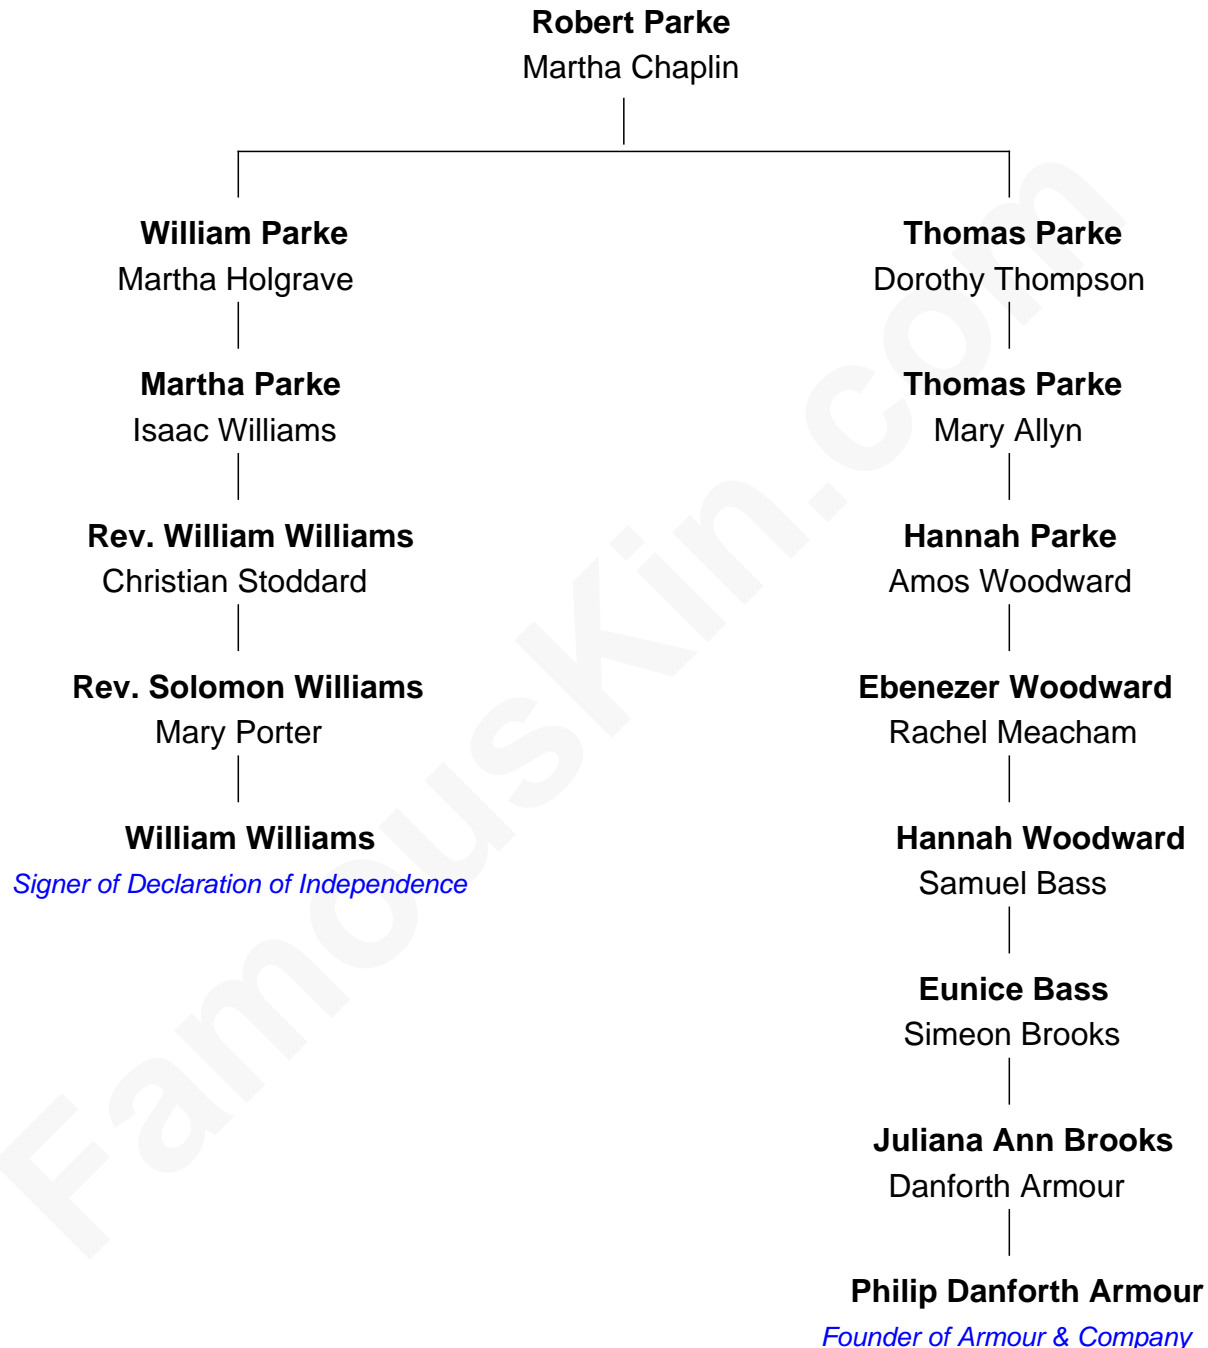 Robert Parke
Martha Chaplin
William Parke
Martha Holgrave
Martha Parke
Isaac Williams
Rev. William Williams
Christian Stoddard
Rev. Solomon Williams
Mary Porter
William Williams
Signer of Declaration of Independence
Thomas Parke
Dorothy Thompson
Thomas Parke
Mary Allyn
Hannah Parke
Amos Woodward
Ebenezer Woodward
Rachel Meacham
Hannah Woodward
Samuel Bass
Eunice Bass
Simeon Brooks
Juliana Ann Brooks
Danforth Armour
Philip Danforth Armour
Founder of Armour & Company
FamousKin.com